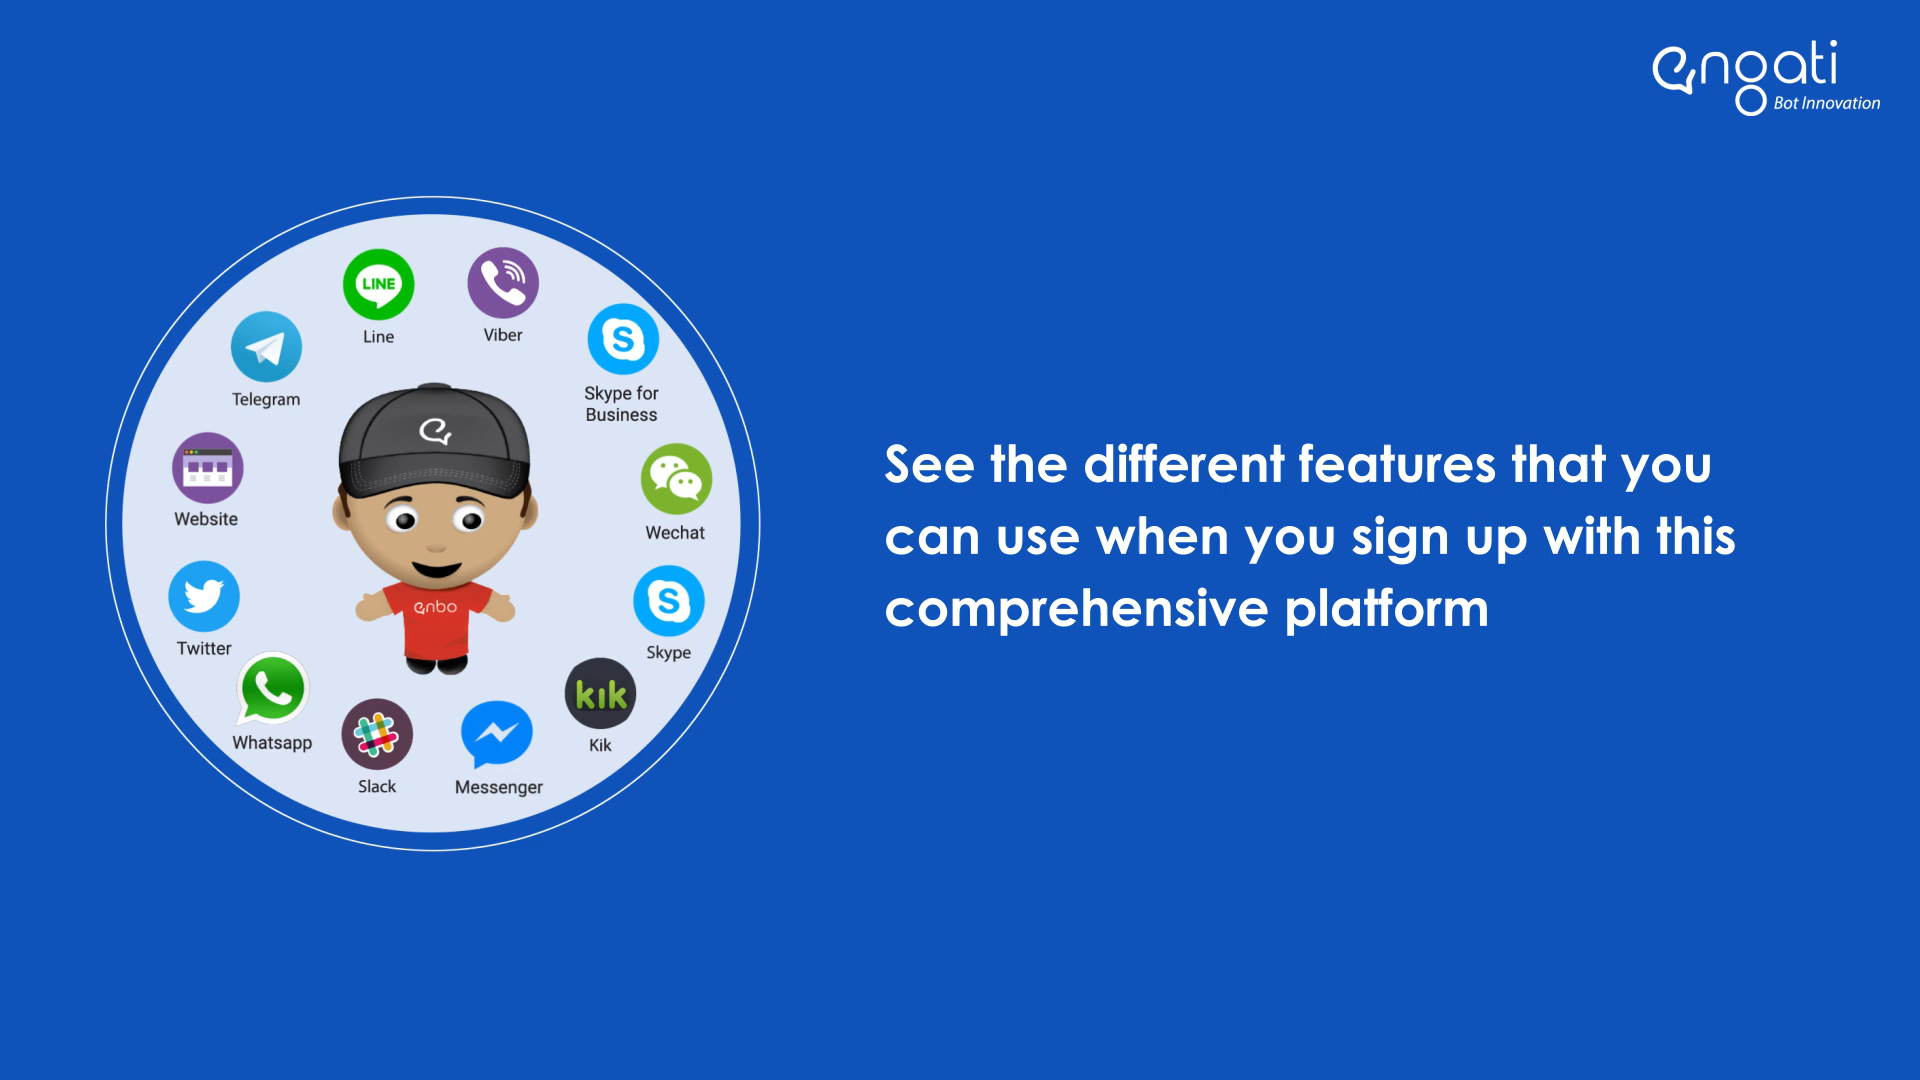 engati
Bot Innovation
LINE
Line
Viber
Telegram
S
Skype for
Business
Website
Wechat
enbo
Twitter
S
Skype
Whatsapp
kik
Kik
Slack
Messenger
See the different features that you
can use when you sign up with this
comprehensive platform